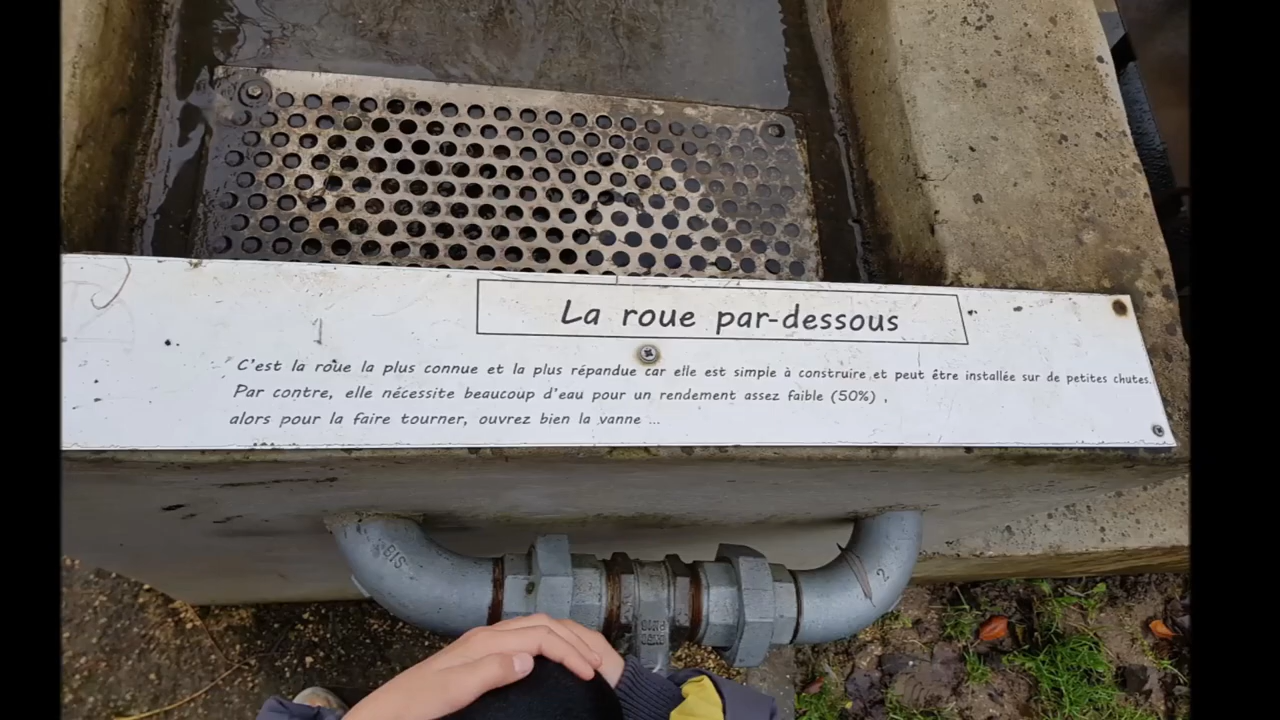 La roue par-dessous
C'est la roue la plus connue et la plus répandue car elle est simple à construire et peut être installée sur de petites chutes.
Par contre, elle nécessite beaucoup d'eau pour un rendement assez faible (50%) ,
alors pour la faire tourner, ouvrez bien la vanne ...
BIS
2